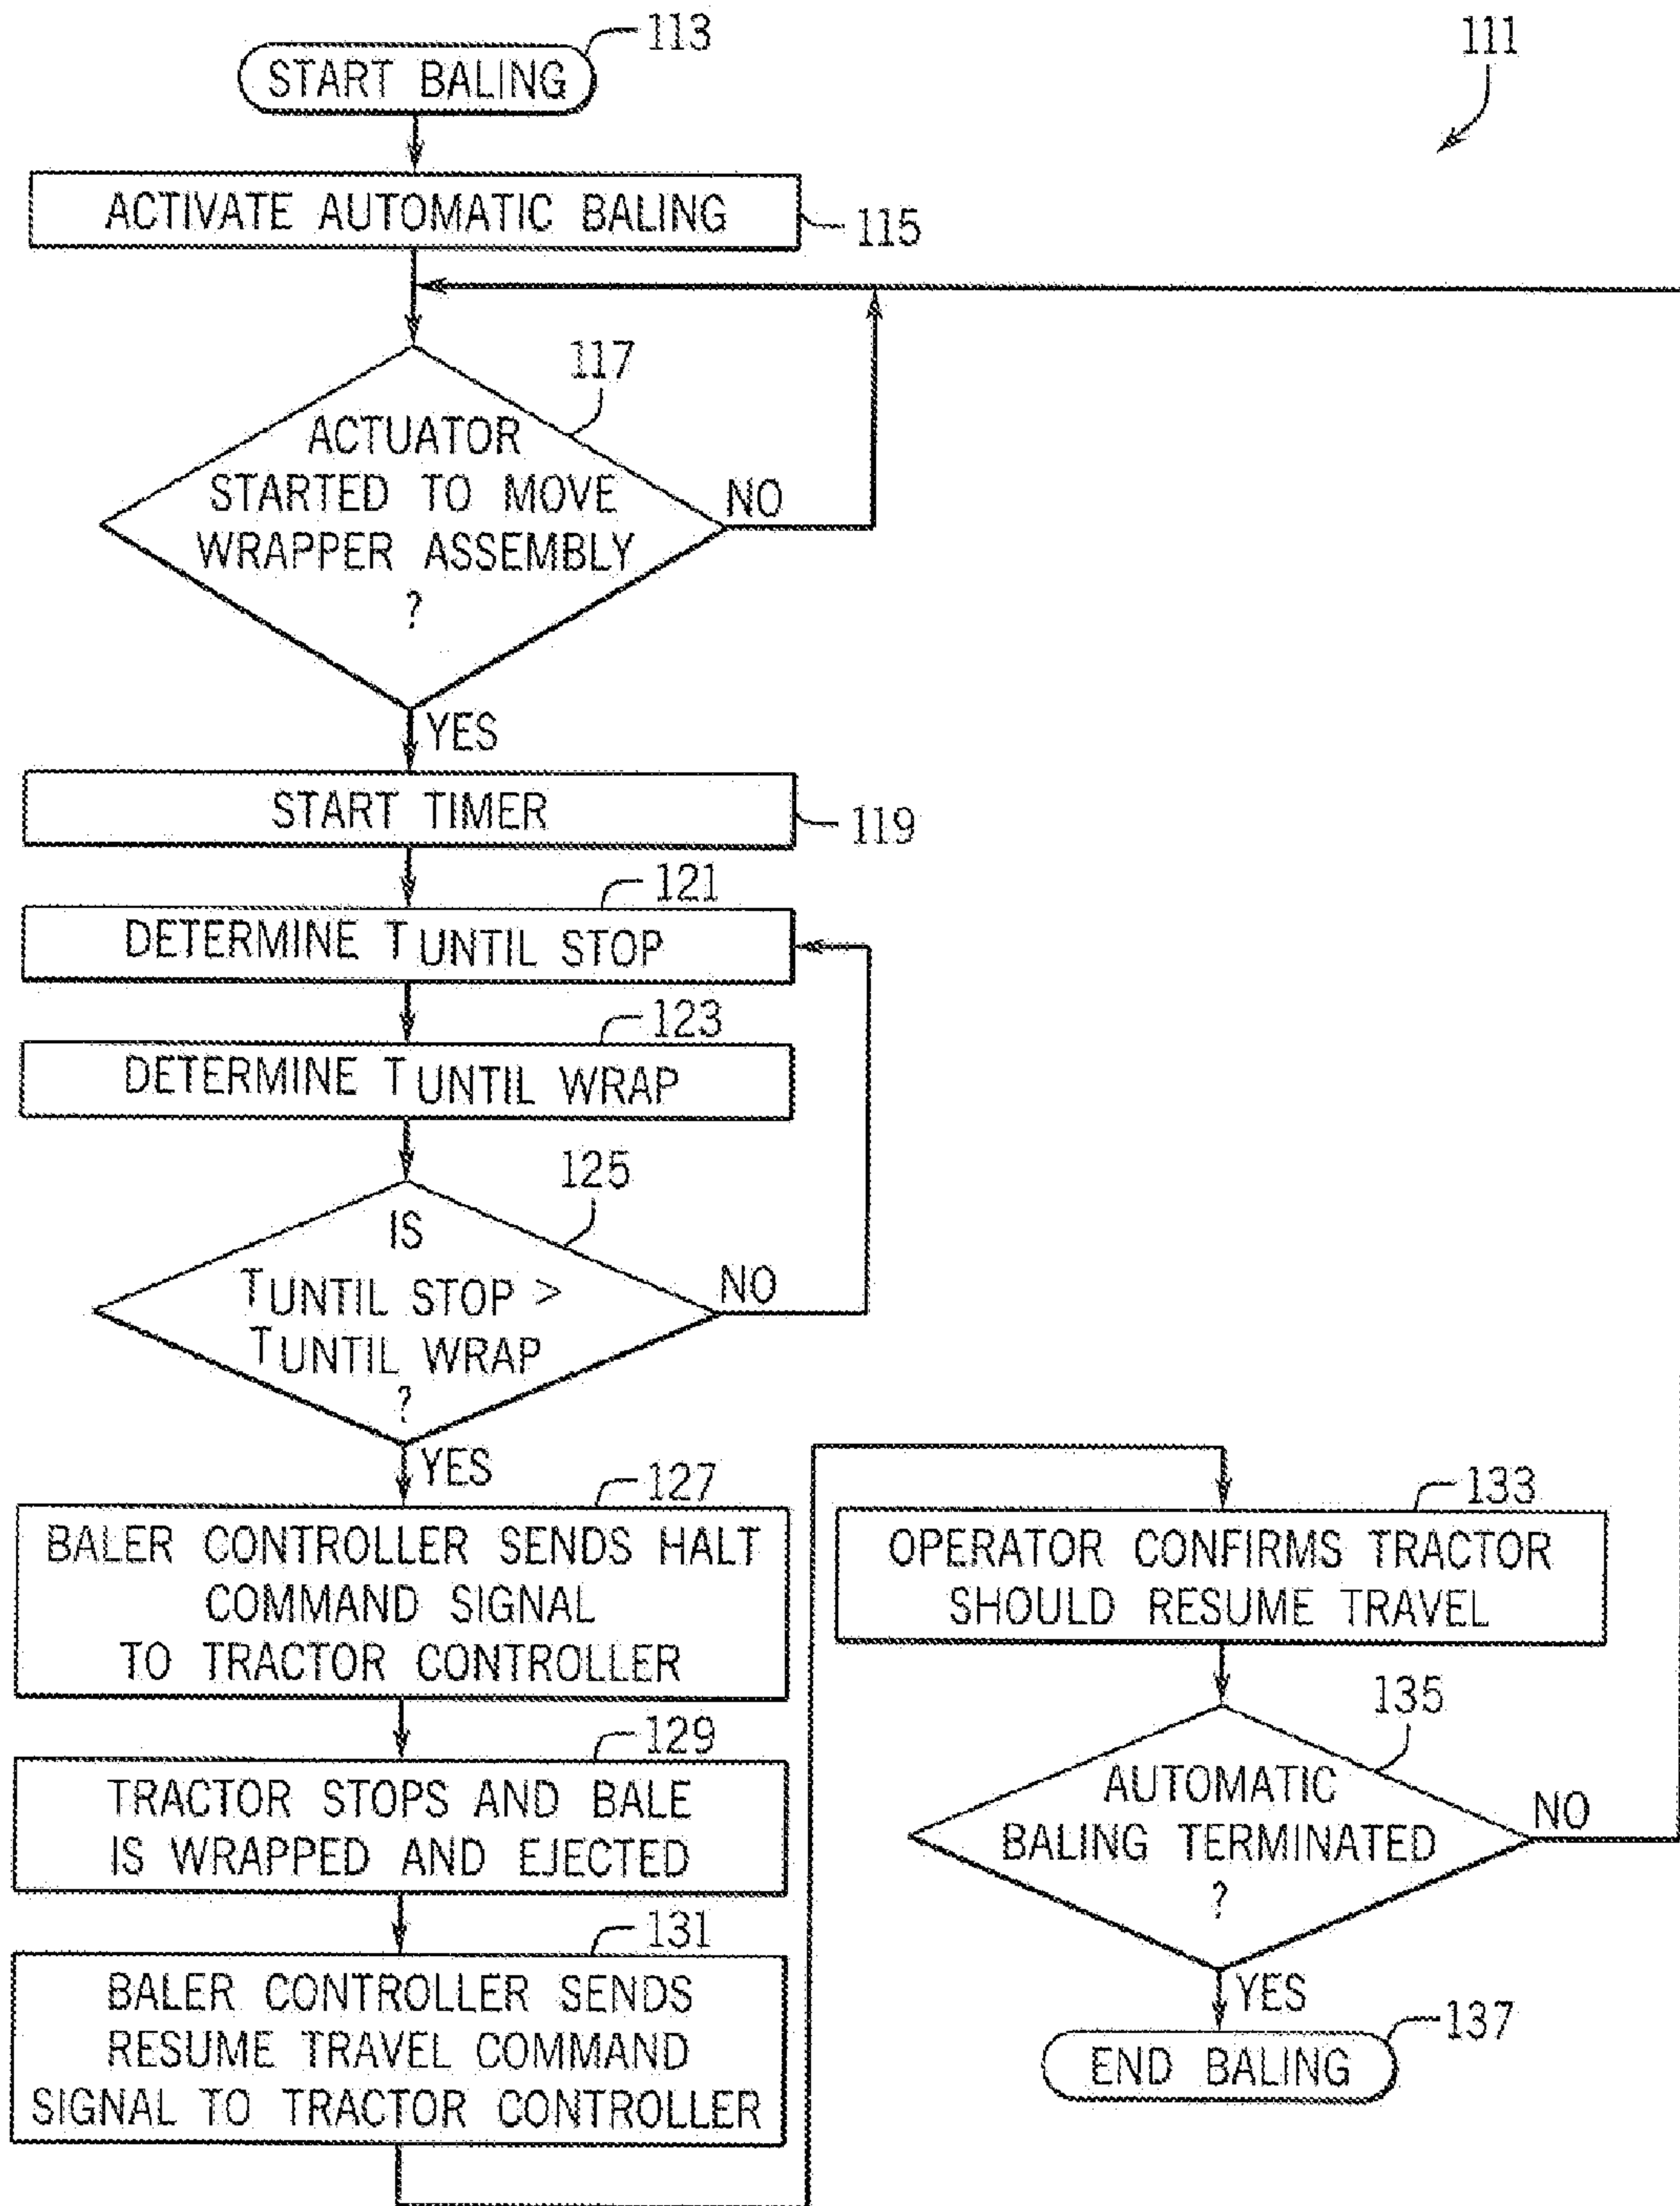 113
111
START BALING
ACTIVATE AUTOMATIC BALING
115
117
ACTUATOR
STARTED TO MOVE
WRAPPER ASSEMBLY
?
NO
YES
START TIMER
119
121
DETERMINE T UNTIL STOP
123
DETERMINE T UNTIL WRAP
125
IS
T UNTIL STOP >
T UNTIL WRAP
?
NO
YES
127
BALER CONTROLLER SENDS HALT
COMMAND SIGNAL
TO TRACTOR CONTROLLER
129
TRACTOR STOPS AND BALE
IS WRAPPED AND EJECTED
131
BALER CONTROLLER SENDS
RESUME TRAVEL COMMAND
SIGNAL TO TRACTOR CONTROLLER
133
OPERATOR CONFIRMS TRACTOR
SHOULD RESUME TRAVEL
135
AUTOMATIC
BALING TERMINATED
?
NO
YES
137
END BALING